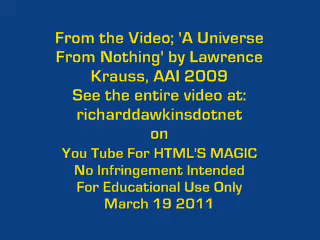 From the Video; 'A Universe
From Nothing' by Lawrence
Krauss, AAI 2009
See the entire video at:
richarddawkinsdotnet
on
You Tube For HTML'S MAGIC
No Infringement Intended
For Educational Use Only
March 19 2011